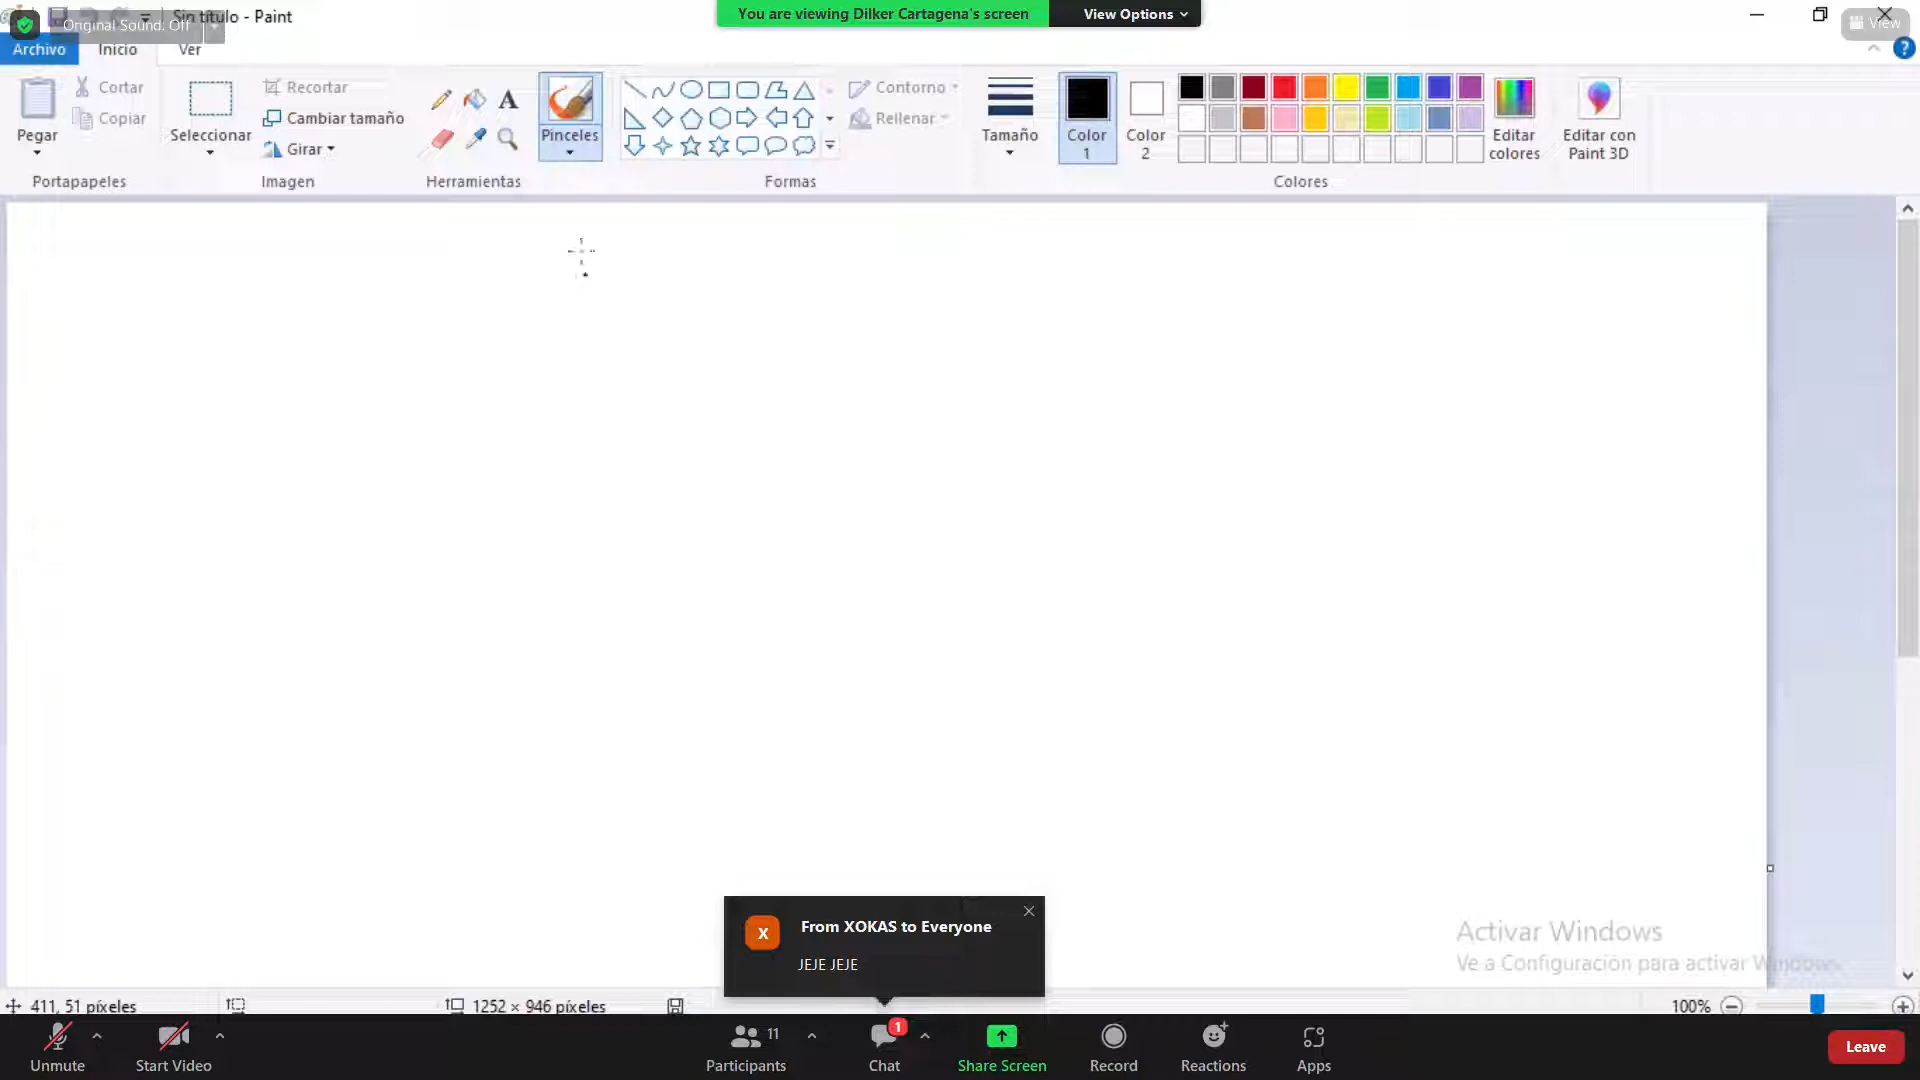 Sin título - Paint
You are viewing Dilker Cartagena's screen
View Options
Original Sound: Off
View
Archivo
Inicio
Ver
Pegar
Cortar
Copiar
Portapapeles
Seleccionar
Recortar
Cambiar tamaño
Girar
Imagen
Herramientas
Pinceles
Formas
Contorno
Rellenar
Tamaño
Color
1
Color
2
Editar
colores
Editar con
Paint 3D
Colores
From XOKAS to Everyone
X
JEJE JEJE
Activar Windows
Ve a Configuración para activar Windows.
411, 51 píxeles
1252 × 946 píxeles
100%
Unmute
Start Video
11
Participants
1
Chat
Share Screen
Record
Reactions
Apps
Leave